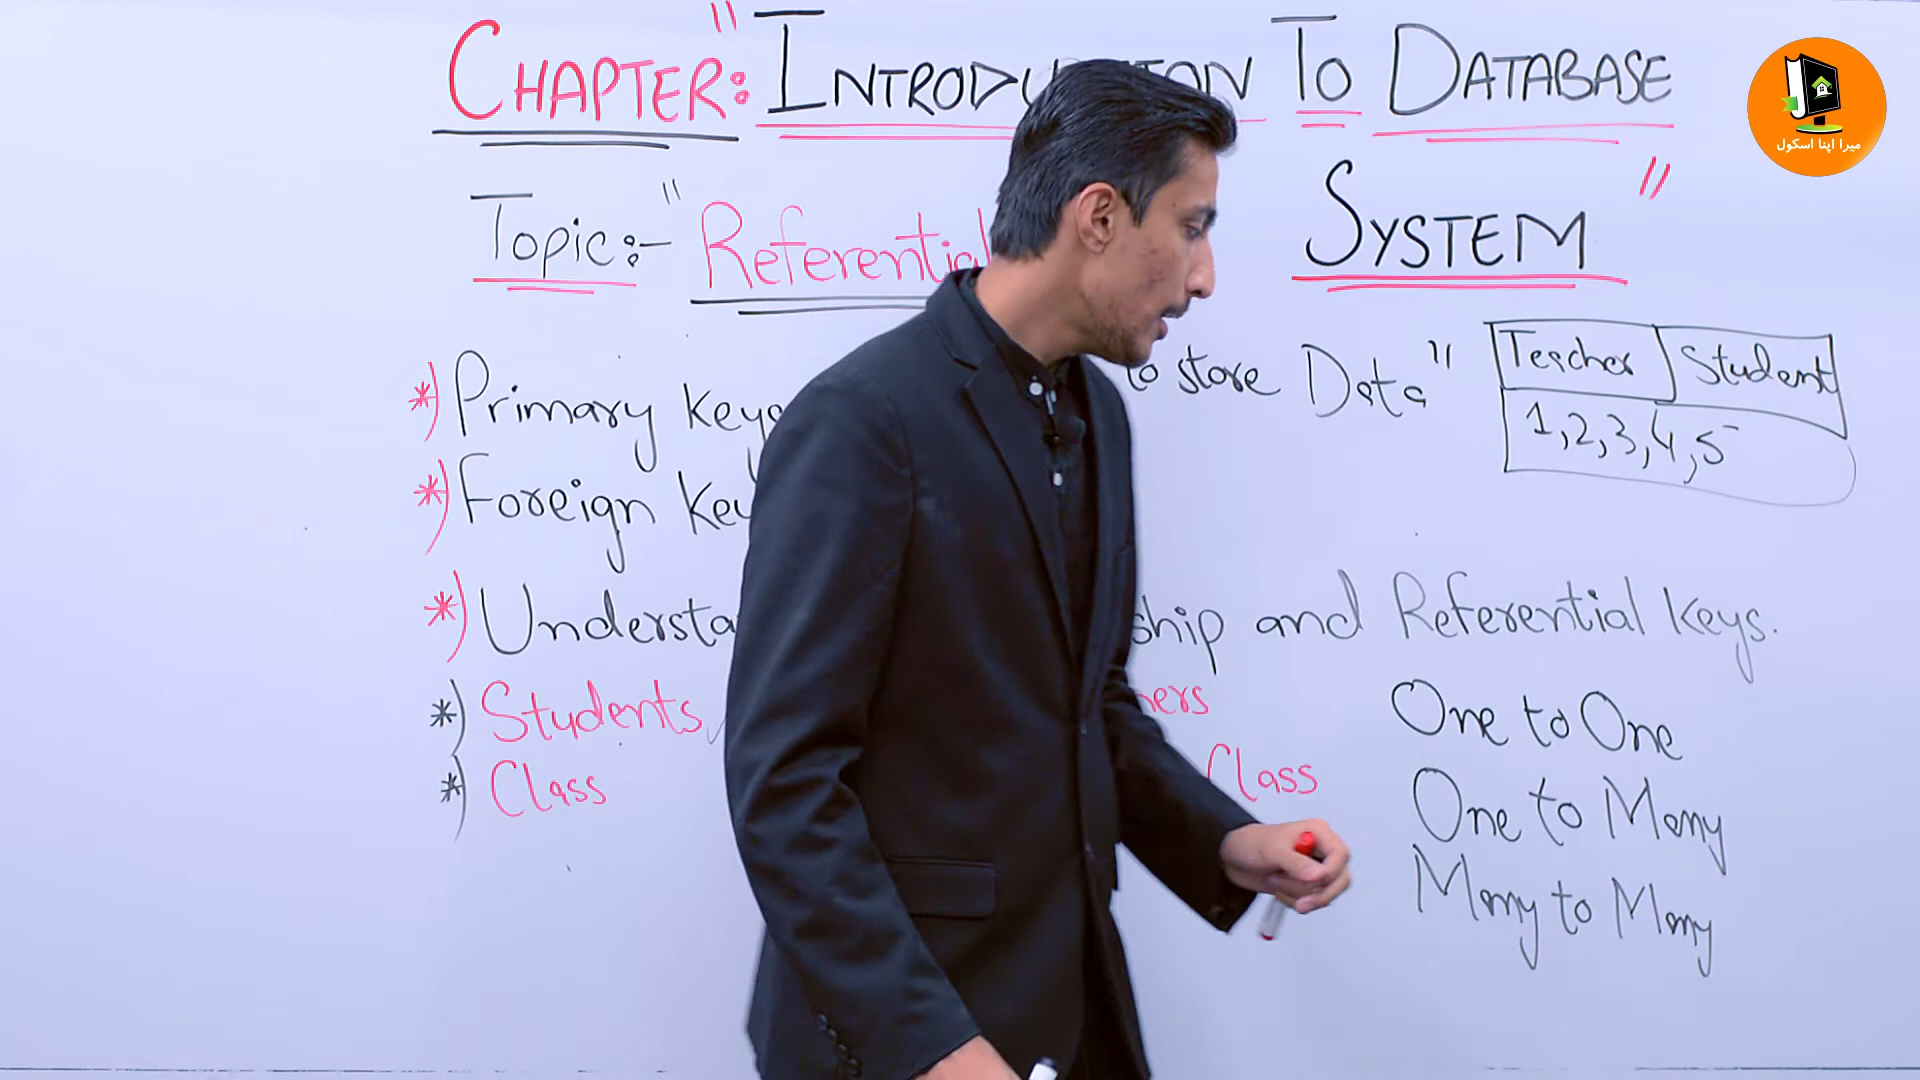 CHAPTER: "INTRODUCTION TO DATABASE
SYSTEM"
Topic:- "Referential
*) Primary Keys to store Data"
Teacher Student
1,2,3,4,5
*) Foreign Key
*) Understa ship and Referential Keys.
*) Students, hers
*) Class Class
One to One
One to Many
Many to Many
میرا اپنا اسکول